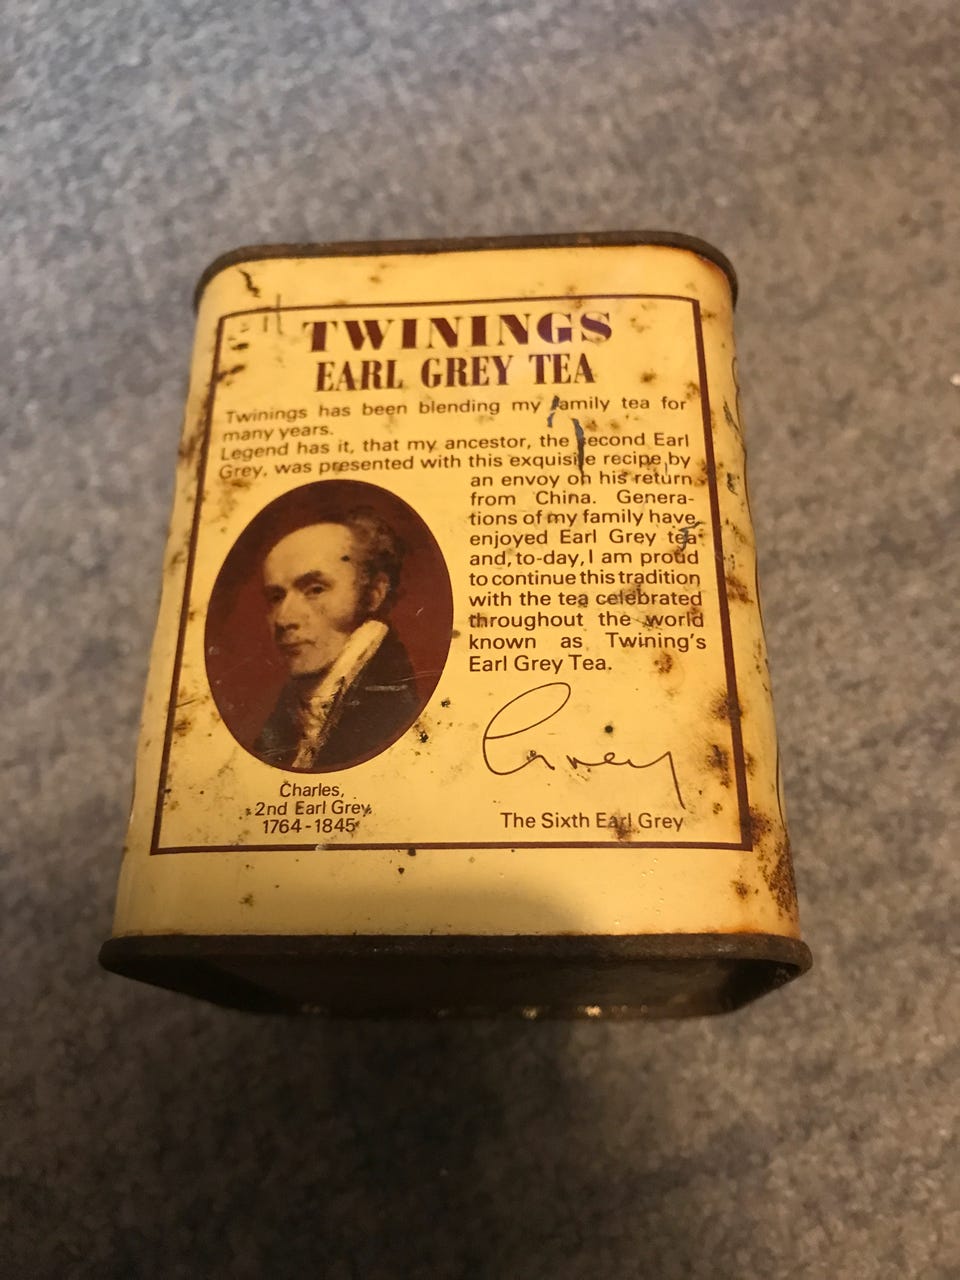 TWININGS
EARL GREY TEA
Twinings has been blending my family tea for
many years.
Legend has it, that my ancestor, the second Earl
Grey, was presented with this exquisite recipe by
an envoy on his return
from China. Genera-
tions of my family have
enjoyed Earl Grey tea
and, to-day, I am proud
to continue this tradition
with the tea celebrated
throughout the world
known as Twining's
Earl Grey Tea.
Grey
Charles,
2nd Earl Grey
1764-1845
The Sixth Earl Grey